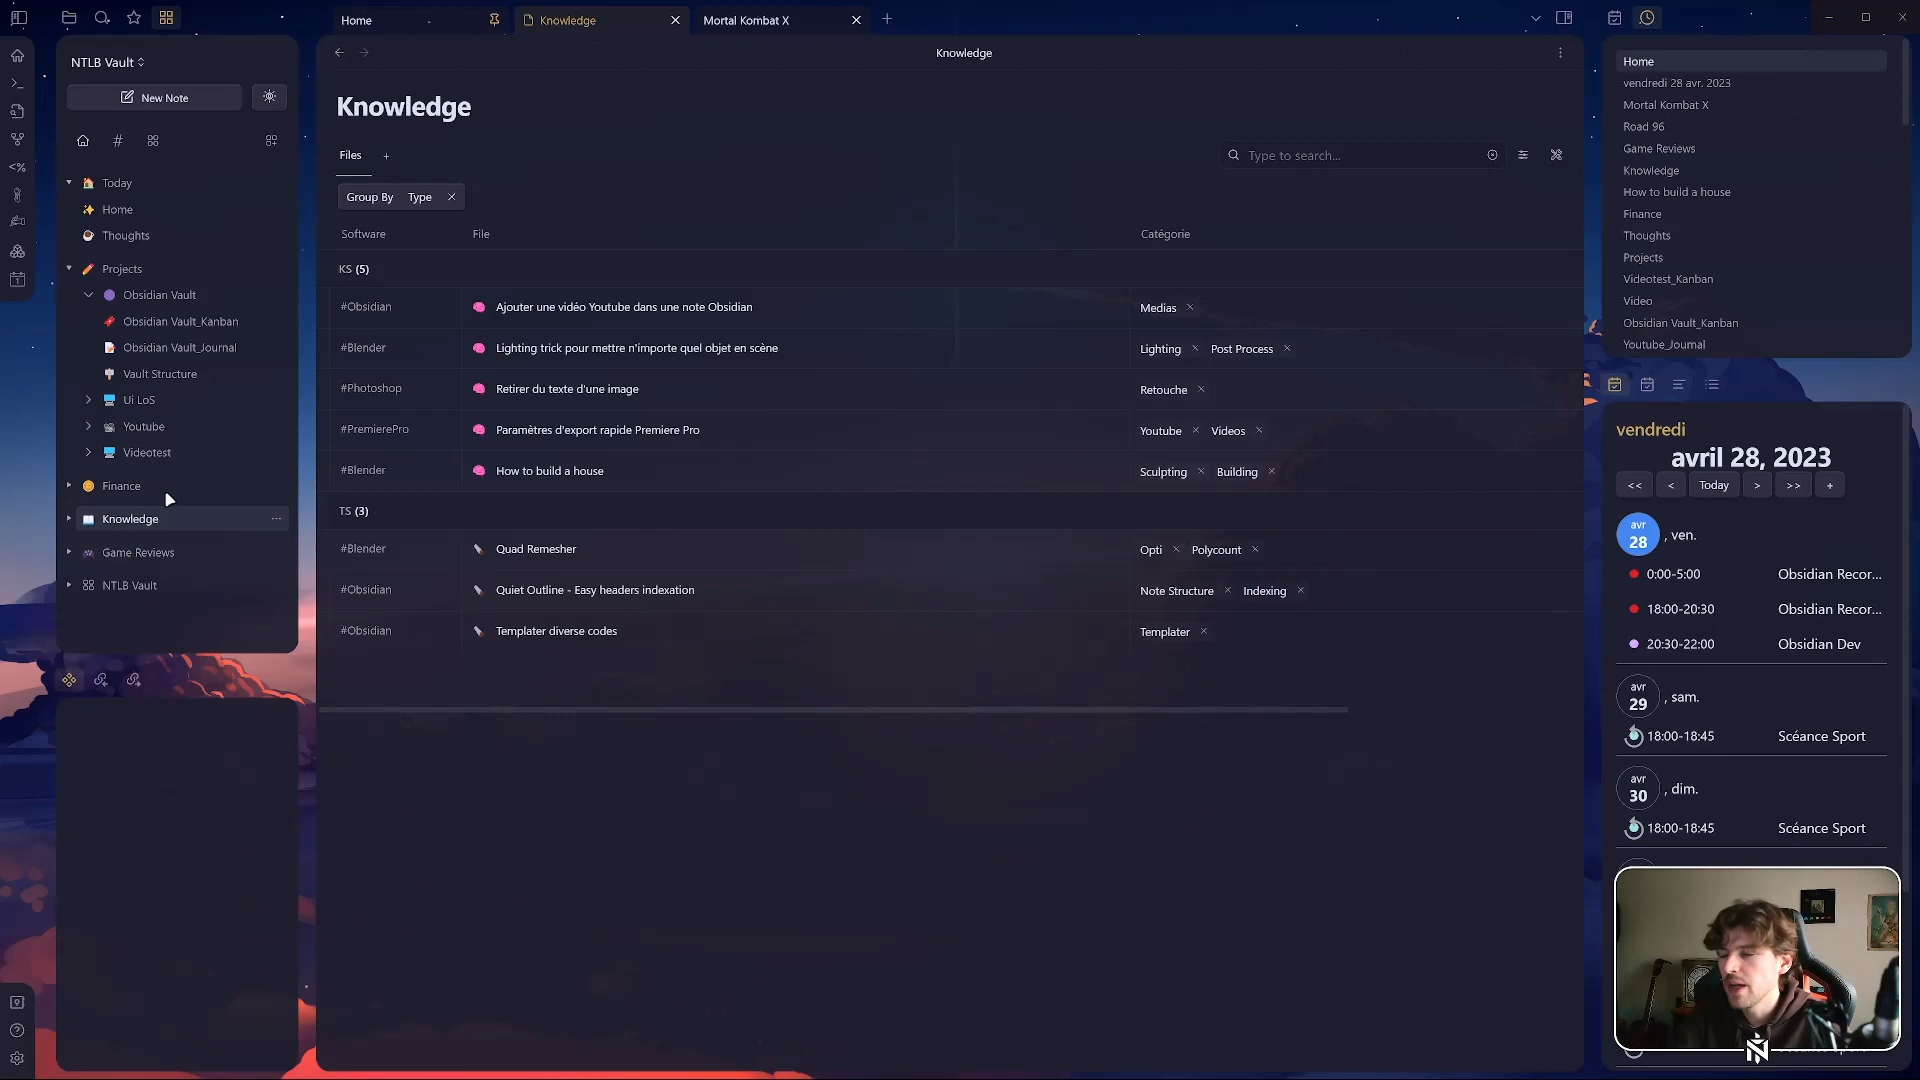 Home
Knowledge
Mortal Kombat X
NTLB Vault
New Note
Today
Home
Thoughts
Projects
Obsidian Vault
Obsidian Vault_Kanban
Obsidian Vault_Journal
Vault Structure
Ui LoS
Youtube
Videotest
Finance
Knowledge
Game Reviews
NTLB Vault
Knowledge
Knowledge
Files +
Type to search...
Group By Type
Software File Catégorie
KS (5)
#Obsidian Ajouter une vidéo Youtube dans une note Obsidian Medias
#Blender Lighting trick pour mettre n'importe quel objet en scène Lighting Post Process
#Photoshop Retirer du texte d'une image Retouche
#PremierePro Paramètres d'export rapide Premiere Pro Youtube Videos
#Blender How to build a house Sculpting Building
TS (3)
#Blender Quad Remesher Opti Polycount
#Obsidian Quiet Outline - Easy headers indexation Note Structure Indexing
#Obsidian Templater diverse codes Templater
Home
vendredi 28 avr. 2023
Mortal Kombat X
Road 96
Game Reviews
Knowledge
How to build a house
Finance
Thoughts
Projects
Videotest_Kanban
Video
Obsidian Vault_Kanban
Youtube_Journal
vendredi
avril 28, 2023
<< < Today > >> +
avr
28 , ven.
0:00-5:00 Obsidian Recor...
18:00-20:30 Obsidian Recor...
20:30-22:00 Obsidian Dev
avr
29 , sam.
18:00-18:45 Scéance Sport
avr
30 , dim.
18:00-18:45 Scéance Sport